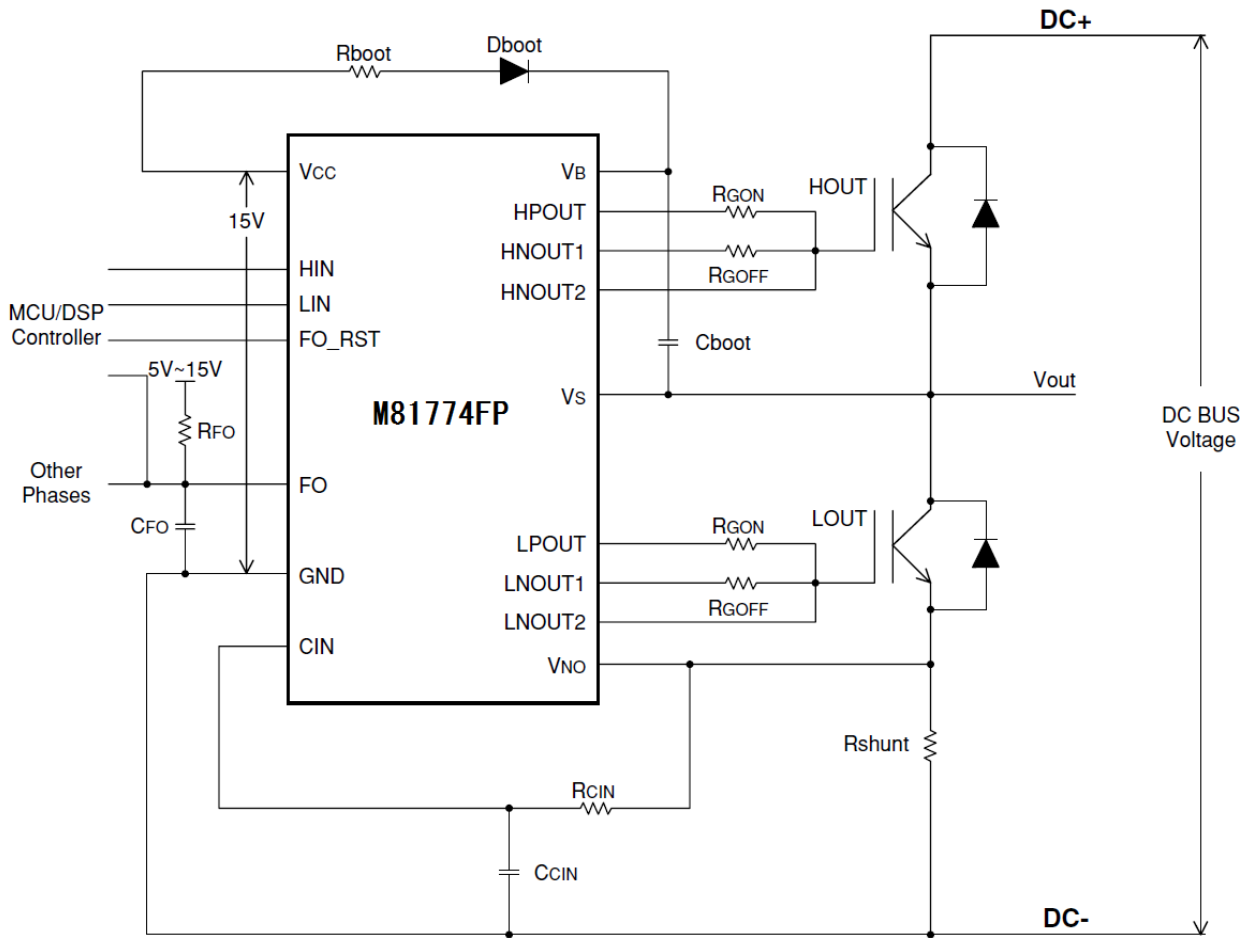 DC+
Rboot
Dboot
VCC
VB
15V
HPOUT
RGON
HOUT
HIN
HNOUT1
LIN
HNOUT2
RGOFF
MCU/DSP
Controller
FO_RST
Cboot
5V~15V
M81774FP
VS
Vout
RFO
DC BUS
Voltage
Other
Phases
FO
CFO
LPOUT
RGON
LOUT
GND
LNOUT1
LNOUT2
RGOFF
CIN
VNO
Rshunt
RCIN
CCIN
DC-